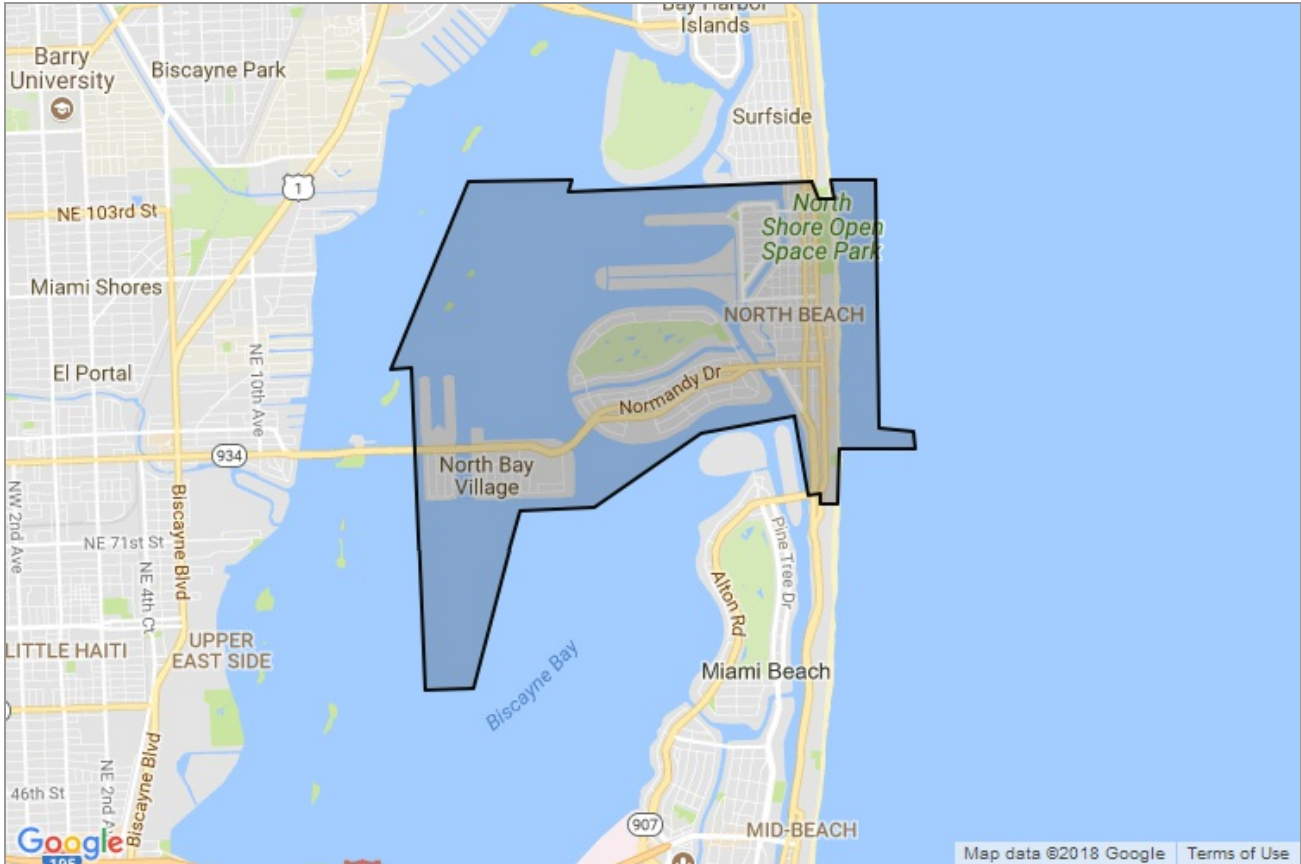 Bay Harbor
Islands
Barry
University
Biscayne Park
Surfside
1
NE 103rd St
North
Shore Open
Space Park
Miami Shores
NORTH BEACH
El Portal
NE 10th Ave
Normandy Dr
934
North Bay
Village
NW 2nd Ave
Biscayne Blvd
NE 71st St
NE 4th Ct
Pine Tree Dr
Alton Rd
LITTLE HAITI
UPPER
EAST SIDE
Miami Beach
Biscayne Bay
Biscayne Blvd
NE 2nd A
46th St
907
MID-BEACH
Google
195
Map data ©2018 Google
Terms of Use